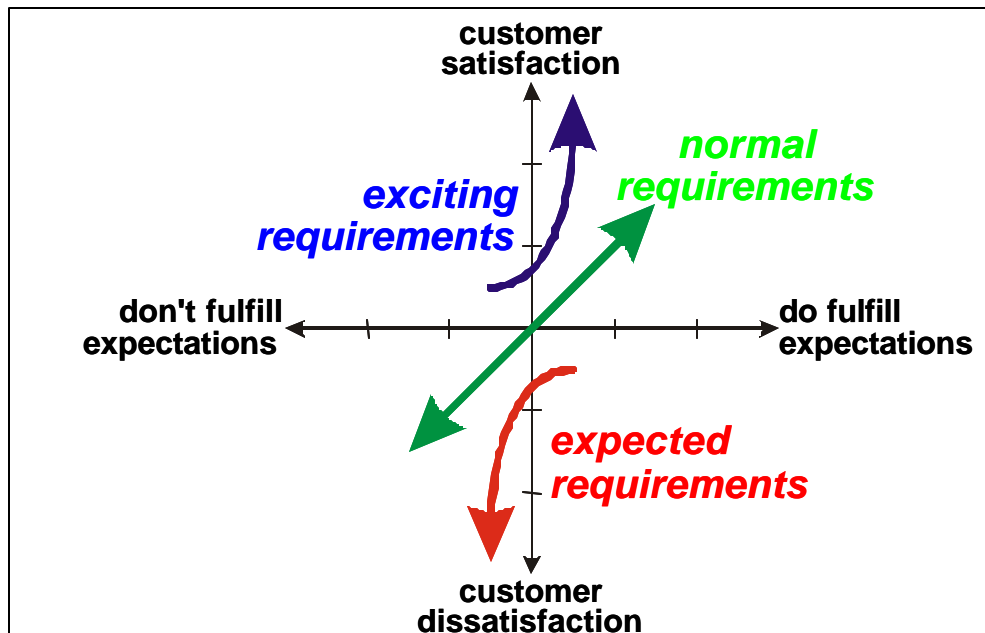 customer
satisfaction
normal
requirements
exciting
requirements
don't fulfill
expectations
do fulfill
expectations
expected
requirements
customer
dissatisfaction